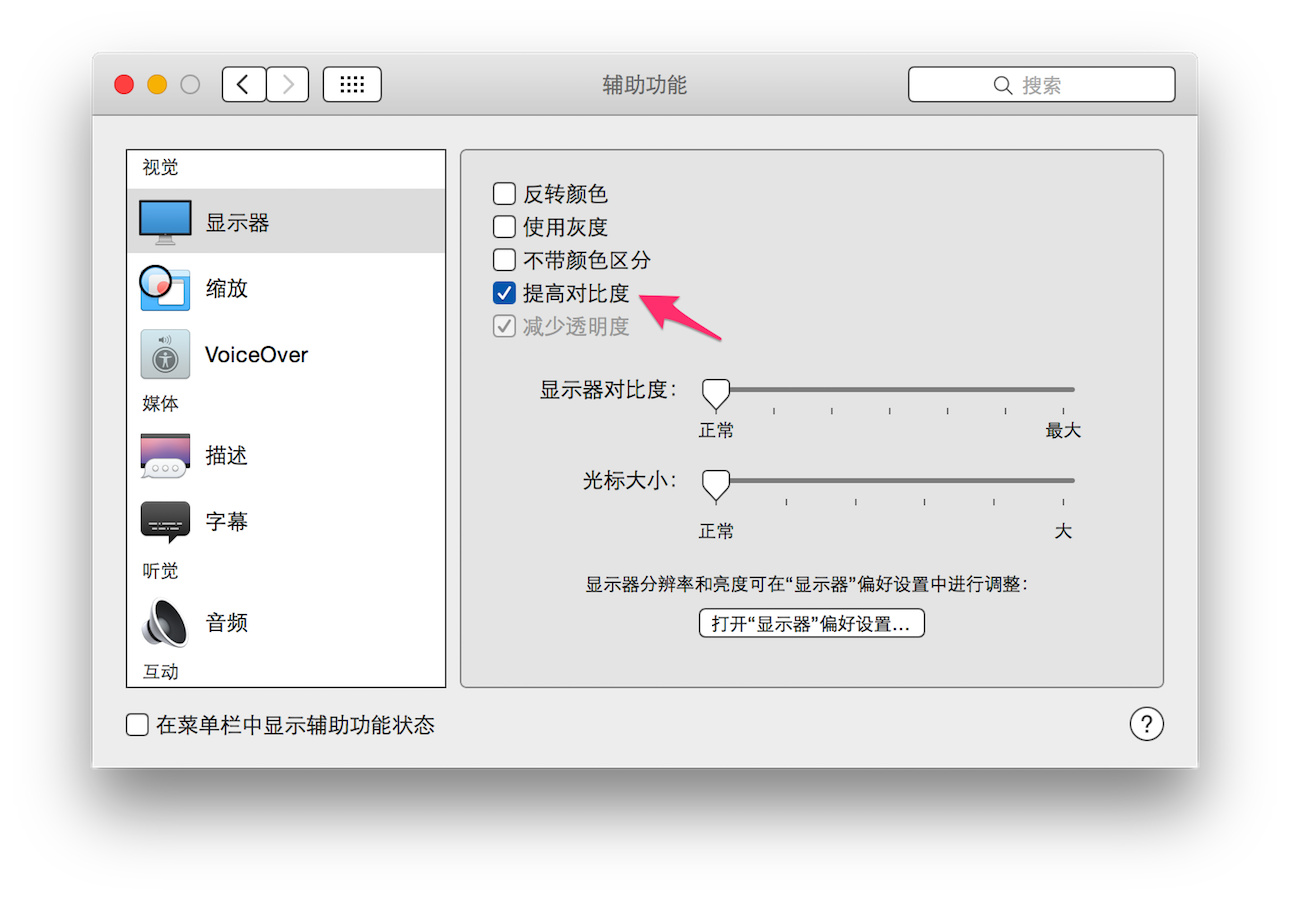 辅助功能
搜索
视觉
显示器
缩放
VoiceOver
媒体
描述
字幕
听觉
音频
互动
反转颜色
使用灰度
不带颜色区分
提高对比度
减少透明度
显示器对比度：
正常 最大
光标大小：
正常 大
显示器分辨率和亮度可在“显示器”偏好设置中进行调整：
打开“显示器”偏好设置...
在菜单栏中显示辅助功能状态
?